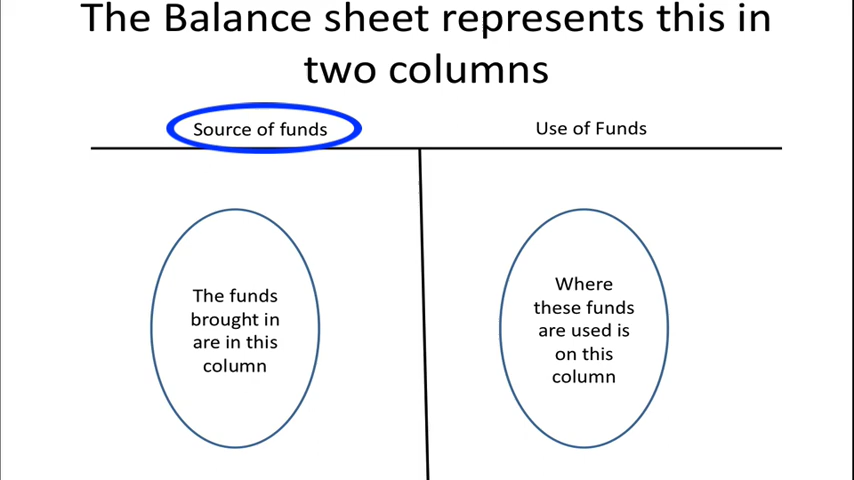 The Balance sheet represents this in
two columns
Source of funds
Use of Funds
The funds
brought in
are in this
column
Where
these funds
are used is
on this
column